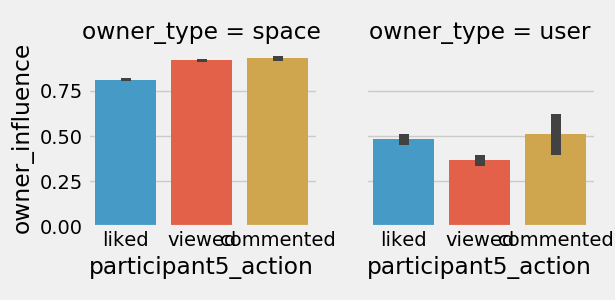 owner_type = space
owner_type = user
owner_influence
0.75
0.50
0.25
0.00
liked
viewed
commented
liked
viewed
commented
participant5_action
participant5_action